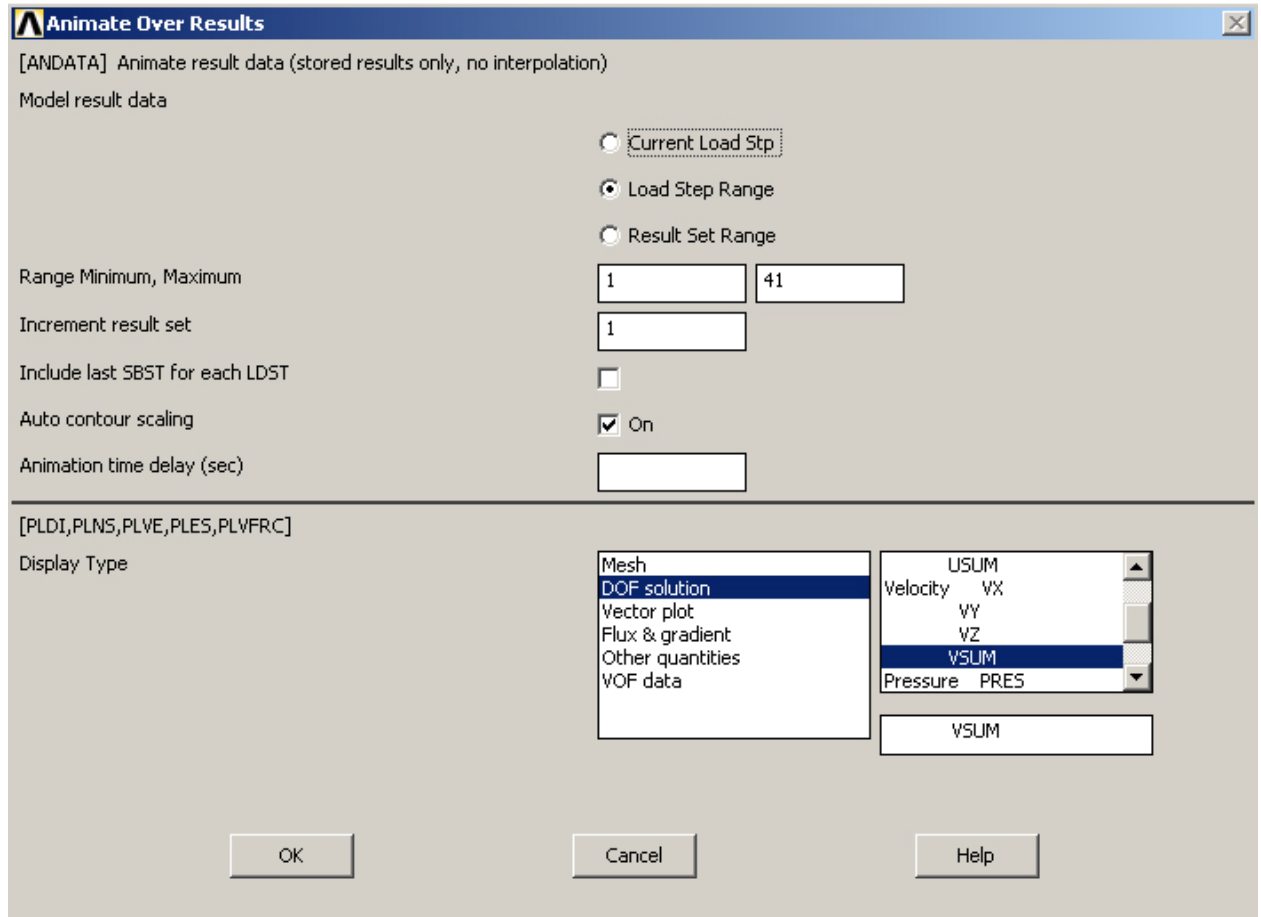 Animate Over Results
[ANDATA] Animate result data (stored results only, no interpolation)
Model result data
Current Load Stp
Load Step Range
Result Set Range
Range Minimum, Maximum 1 41
Increment result set 1
Include last SBST for each LDST
Auto contour scaling On
Animation time delay (sec)
[PLDI,PLNS,PLVE,PLES,PLVFRC]
Display Type
Mesh
DOF solution
Vector plot
Flux & gradient
Other quantities
VOF data
USUM
Velocity VX
VY
VZ
VSUM
Pressure PRES
VSUM
OK Cancel Help